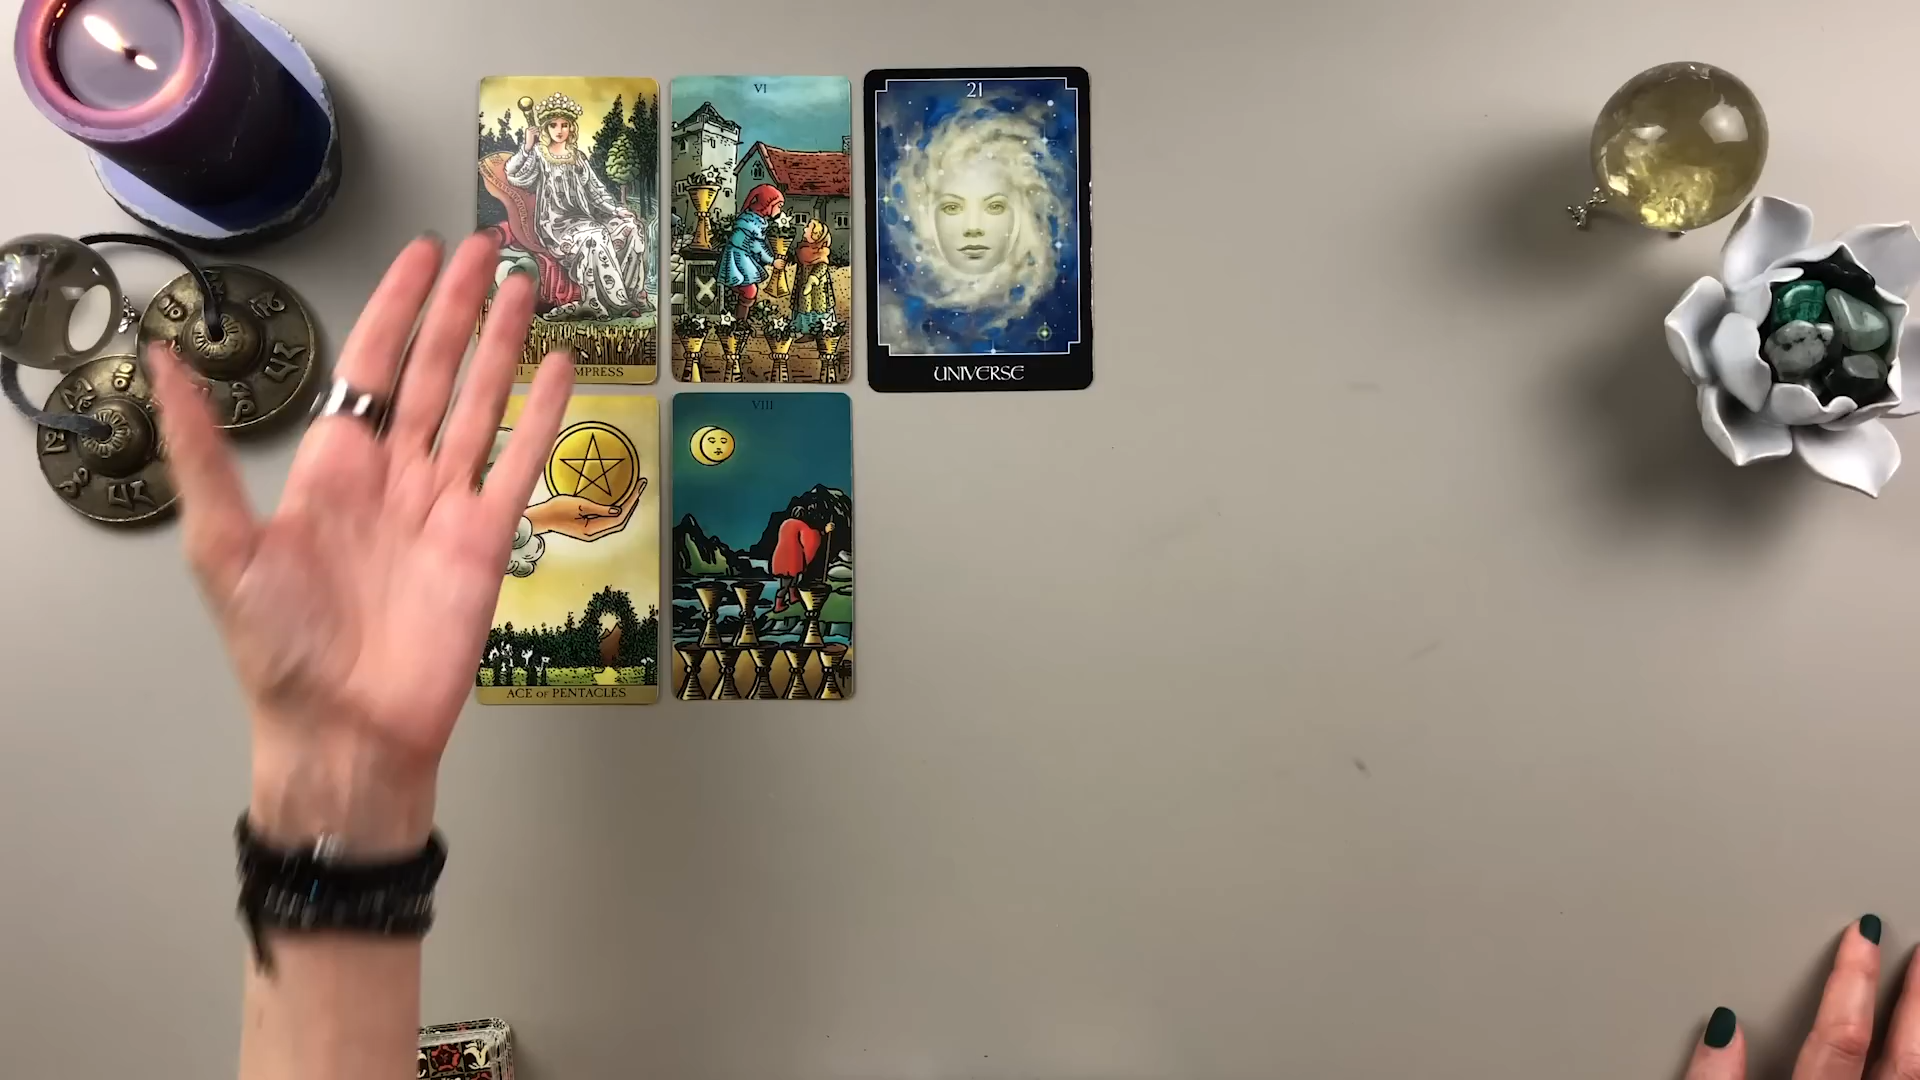 VI
21
UNIVERSE
MPRESS
VIII
ACE OF PENTACLES